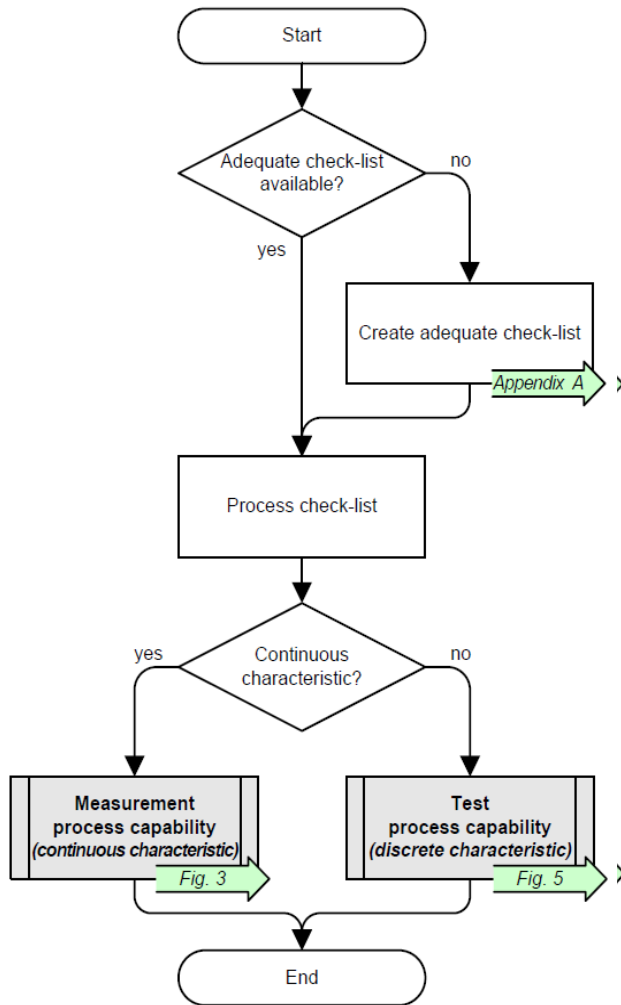 Start
Adequate check-list
available?
no
yes
Create adequate check-list
Appendix A
Process check-list
yes
Continuous
characteristic?
no
Measurement
process capability
(continuous characteristic)
Fig. 3
Test
process capability
(discrete characteristic)
Fig. 5
End